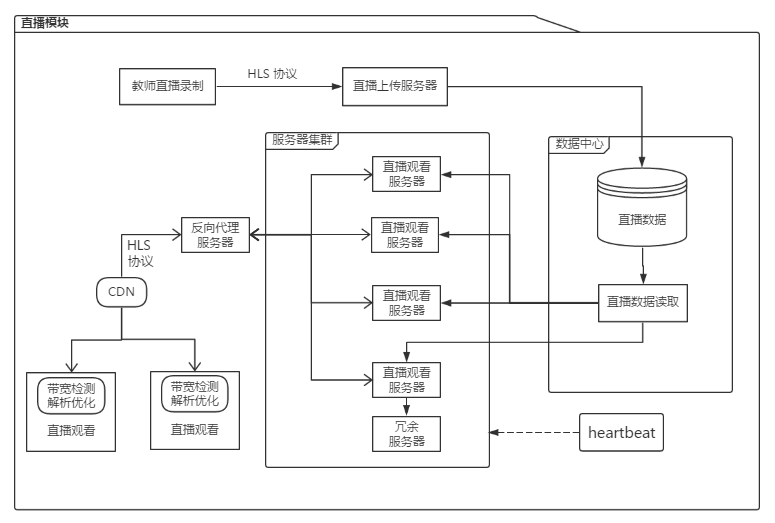 直播模块
教师直播录制
HLS 协议
直播上传服务器
服务器集群
数据中心
直播观看
服务器
直播数据
反向代理
服务器
直播观看
服务器
HLS
协议
CDN
直播观看
服务器
直播数据读取
直播观看
服务器
带宽检测
解析优化
直播观看
带宽检测
解析优化
直播观看
冗余
服务器
heartbeat